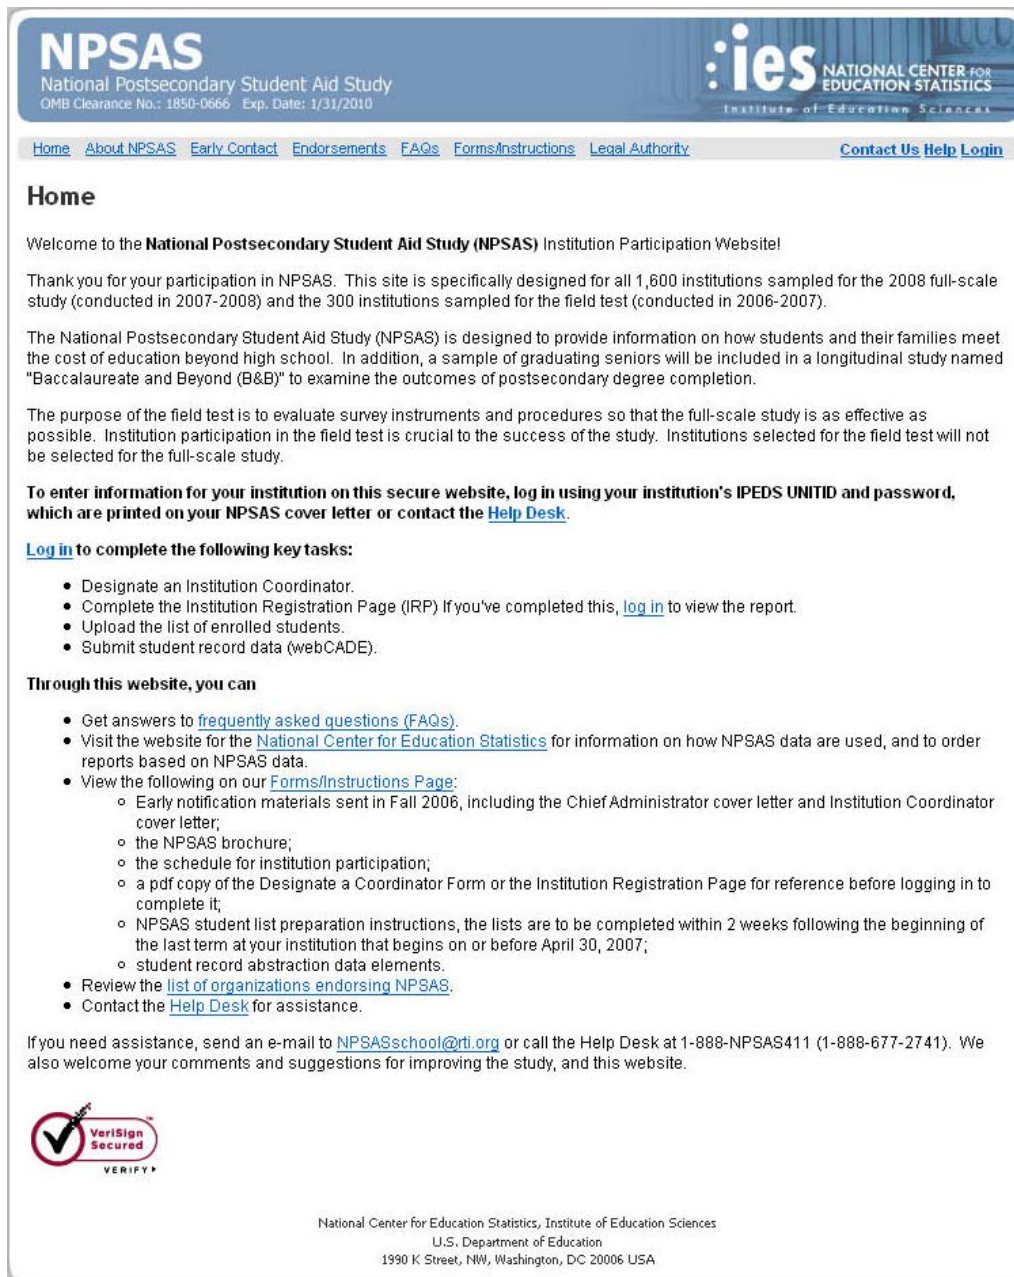 NPSAS
National Postsecondary Student Aid Study
OMB Clearance No.: 1850-0666 Exp. Date: 1/31/2010
:ies NATIONAL CENTER FOR
EDUCATION STATISTICS
Institute of Education Sciences
Home About NPSAS Early Contact Endorsements FAQs Forms/Instructions Legal Authority Contact Us Help Login
Home
Welcome to the National Postsecondary Student Aid Study (NPSAS) Institution Participation Website!
Thank you for your participation in NPSAS. This site is specifically designed for all 1,600 institutions sampled for the 2008 full-scale
study (conducted in 2007-2008) and the 300 institutions sampled for the field test (conducted in 2006-2007).
The National Postsecondary Student Aid Study (NPSAS) is designed to provide information on how students and their families meet
the cost of education beyond high school. In addition, a sample of graduating seniors will be included in a longitudinal study named
"Baccalaureate and Beyond (B&B)" to examine the outcomes of postsecondary degree completion.
The purpose of the field test is to evaluate survey instruments and procedures so that the full-scale study is as effective as
possible. Institution participation in the field test is crucial to the success of the study. Institutions selected for the field test will not
be selected for the full-scale study.
To enter information for your institution on this secure website, log in using your institution's IPEDS UNITID and password,
which are printed on your NPSAS cover letter or contact the Help Desk.
Log in to complete the following key tasks:
• Designate an Institution Coordinator.
• Complete the Institution Registration Page (IRP) If you've completed this, log in to view the report.
• Upload the list of enrolled students.
• Submit student record data (webCADE).
Through this website, you can
• Get answers to frequently asked questions (FAQs).
• Visit the website for the National Center for Education Statistics for information on how NPSAS data are used, and to order
reports based on NPSAS data.
• View the following on our Forms/Instructions Page:
○ Early notification materials sent in Fall 2006, including the Chief Administrator cover letter and Institution Coordinator
cover letter;
○ the NPSAS brochure;
○ the schedule for institution participation;
○ a pdf copy of the Designate a Coordinator Form or the Institution Registration Page for reference before logging in to
complete it;
○ NPSAS student list preparation instructions, the lists are to be completed within 2 weeks following the beginning of
the last term at your institution that begins on or before April 30, 2007;
○ student record abstraction data elements.
• Review the list of organizations endorsing NPSAS.
• Contact the Help Desk for assistance.
If you need assistance, send an e-mail to NPSASschool@rti.org or call the Help Desk at 1-888-NPSAS411 (1-888-677-2741). We
also welcome your comments and suggestions for improving the study, and this website.
VeriSign™
Secured
VERIFY
National Center for Education Statistics, Institute of Education Sciences
U.S. Department of Education
1990 K Street, NW, Washington, DC 20006 USA